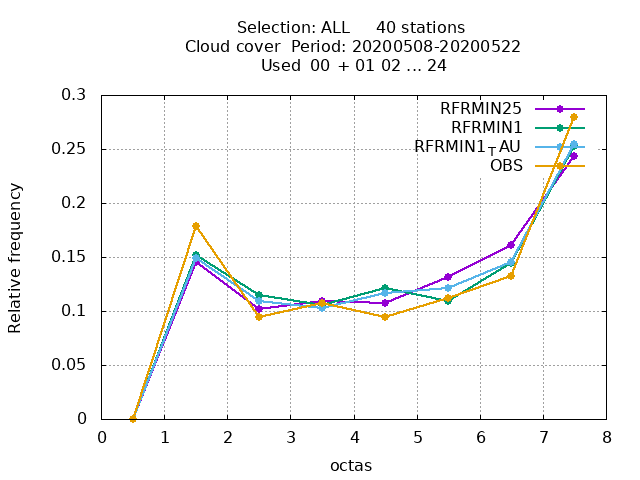 Selection: ALL     40 stations
Cloud cover  Period: 20200508-20200522
Used  00  + 01 02 ... 24
RFRMIN25
RFRMIN1
RFRMIN1TAU
OBS
0.3
0.25
0.2
0.15
0.1
0.05
0
Relative frequency
0 1 2 3 4 5 6 7 8
octas